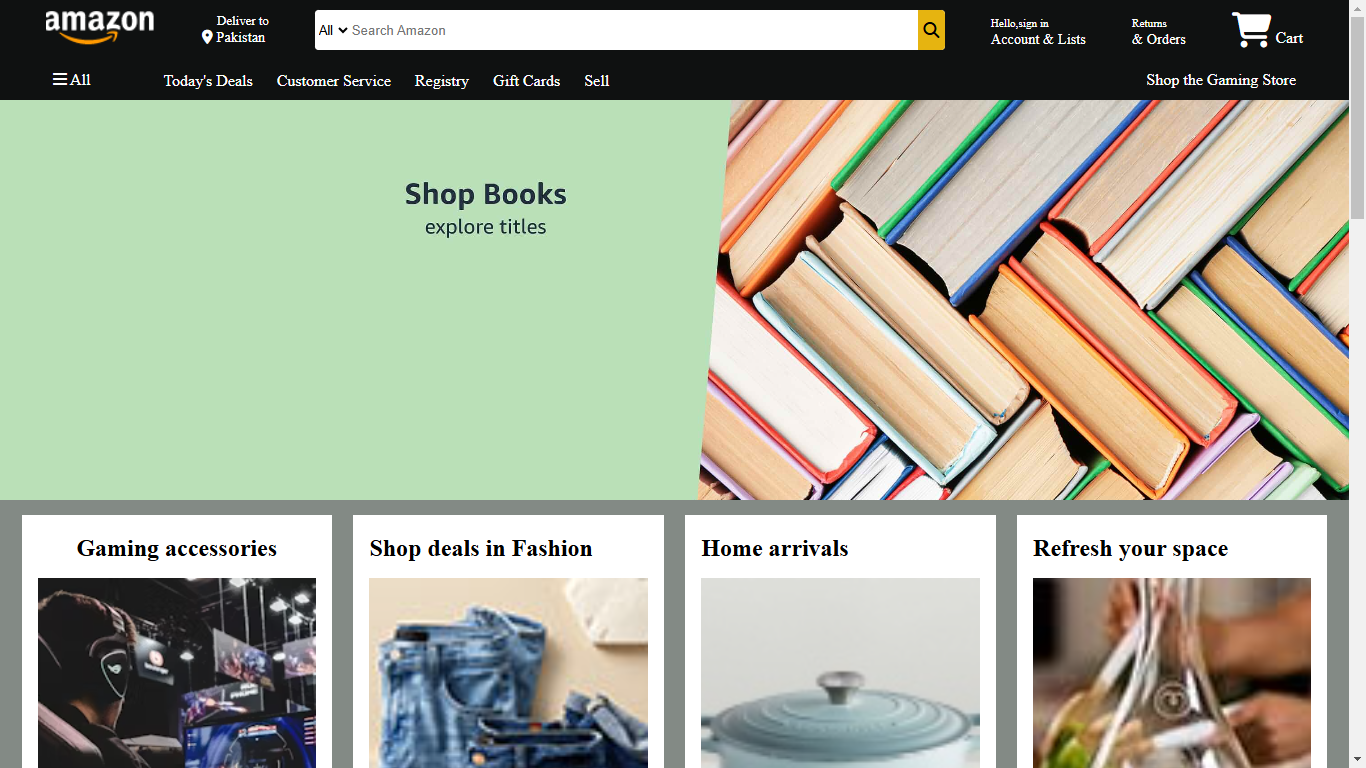 amazon
Deliver to
Pakistan
All
Search Amazon
Hello,sign in
Account & Lists
Returns
& Orders
Cart
All
Today's Deals
Customer Service
Registry
Gift Cards
Sell
Shop the Gaming Store
Shop Books
explore titles
Gaming accessories
Shop deals in Fashion
Home arrivals
Refresh your space